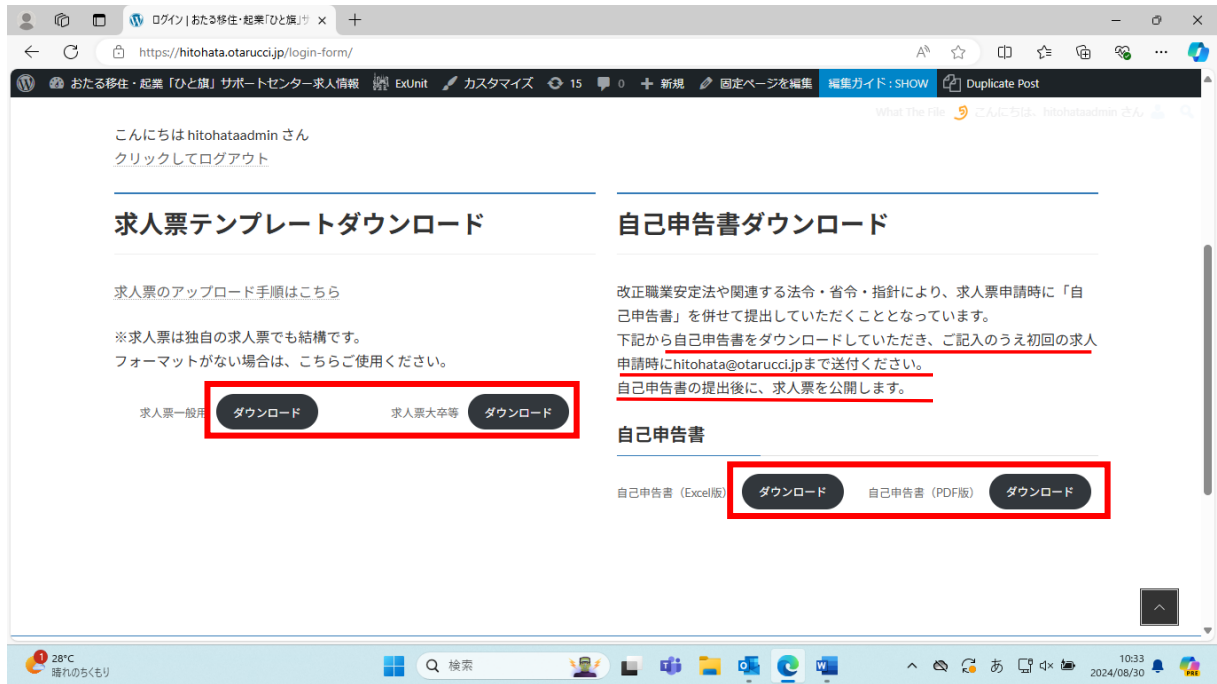 ログイン | おたる移住・起業「ひと旗」サ
https://hitohata.otarucci.jp/login-form/
おたる移住・起業「ひと旗」サポートセンター求人情報 ExUnit カスタマイズ 15 0 新規 固定ページを編集 編集ガイド : SHOW Duplicate Post
What The File こんにちは、hitohataadmin さん
こんにちは hitohataadmin さん
クリックしてログアウト
求人票テンプレートダウンロード
求人票のアップロード手順はこちら
※求人票は独自の求人票でも結構です。
フォーマットがない場合は、こちらご使用ください。
求人票一般用 ダウンロード 求人票大卒等 ダウンロード
自己申告書ダウンロード
改正職業安定法や関連する法令・省令・指針により、求人票申請時に「自
己申告書」を併せて提出していただくこととなっています。
下記から自己申告書をダウンロードしていただき、ご記入のうえ初回の求人
申請時にhitohata@otarucci.jpまで送付ください。
自己申告書の提出後に、求人票を公開します。
自己申告書
自己申告書（Excel版） ダウンロード 自己申告書（PDF版） ダウンロード
1
28°C
晴れのちくもり
検索
あ
10:33
2024/08/30
PRE